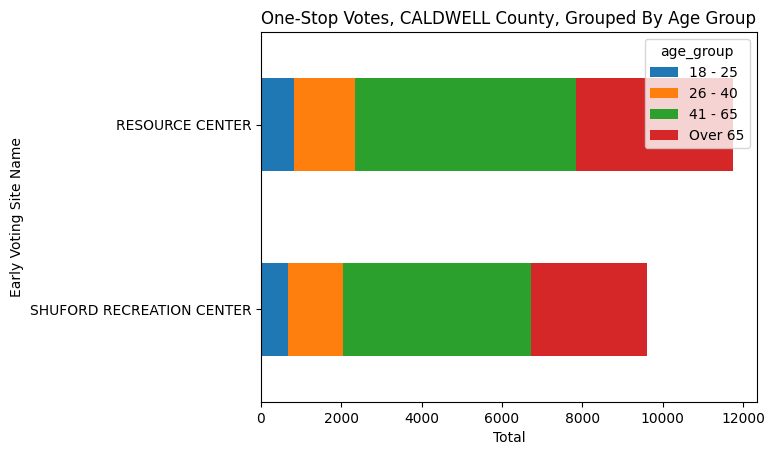 One-Stop Votes, CALDWELL County, Grouped By Age Group
age_group
18 - 25
26 - 40
41 - 65
Over 65
Early Voting Site Name
RESOURCE CENTER
SHUFORD RECREATION CENTER
0 2000 4000 6000 8000 10000 12000
Total